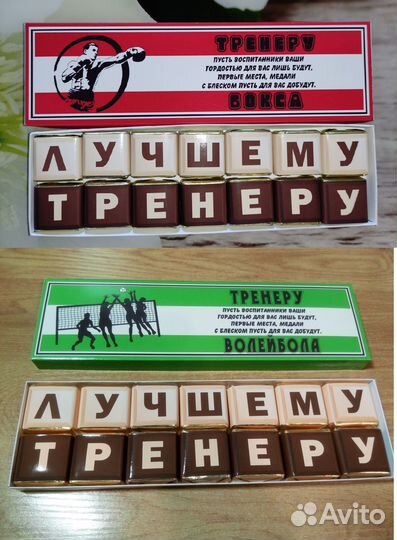 ТРЕНЕРУ
ПУСТЬ ВОСПИТАННИКИ ВАШИ
ГОРДОСТЬЮ ДЛЯ ВАС ЛИШЬ БУДУТ,
ПЕРВЫЕ МЕСТА, МЕДАЛИ
С БЛЕСКОМ ПУСТЬ ДЛЯ ВАС ДОБУДУТ.
БОКСА
ЛУЧШЕМУ
ТРЕНЕРУ
ТРЕНЕРУ
ПУСТЬ ВОСПИТАННИКИ ВАШИ
ГОРДОСТЬЮ ДЛЯ ВАС ЛИШЬ БУДУТ,
ПЕРВЫЕ МЕСТА, МЕДАЛИ
С БЛЕСКОМ ПУСТЬ ДЛЯ ВАС ДОБУДУТ.
ВОЛЕЙБОЛА
ЛУЧШЕМУ
ТРЕНЕРУ
Avito